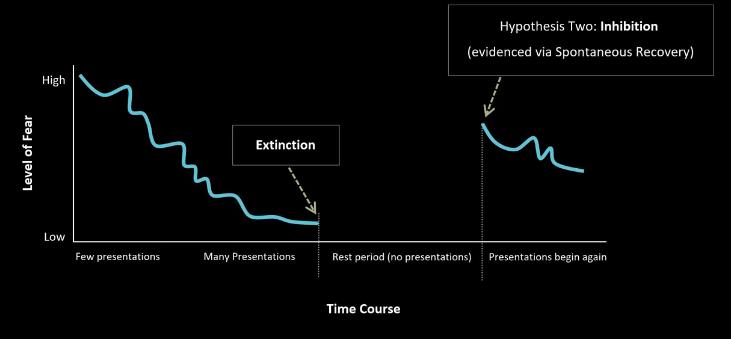 Hypothesis Two: Inhibition
(evidenced via Spontaneous Recovery)
High
Extinction
Level of Fear
Low
Few presentations
Many Presentations
Rest period (no presentations)
Presentations begin again
Time Course